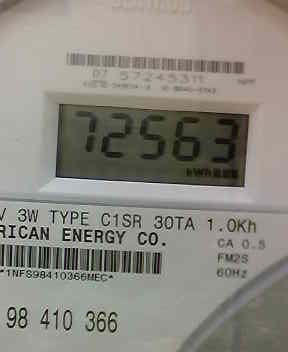 07 57245311
72563
kWh
V 3W TYPE C1SR 30TA 1.0Kh
RICAN ENERGY CO.
CA 0.5
FM2S
60Hz
*1NFS98410366MEC*
98 410 366